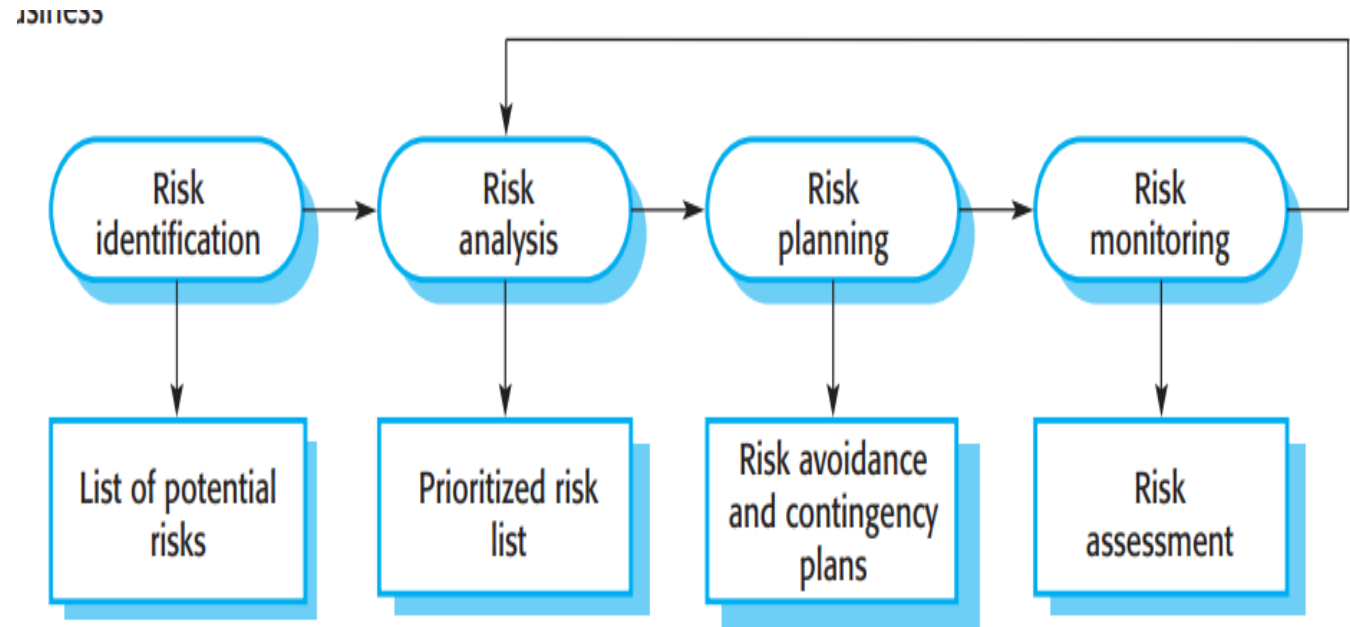 Risk
identification
Risk
analysis
Risk
planning
Risk
monitoring
List of potential
risks
Prioritized risk
list
Risk avoidance
and contingency
plans
Risk
assessment